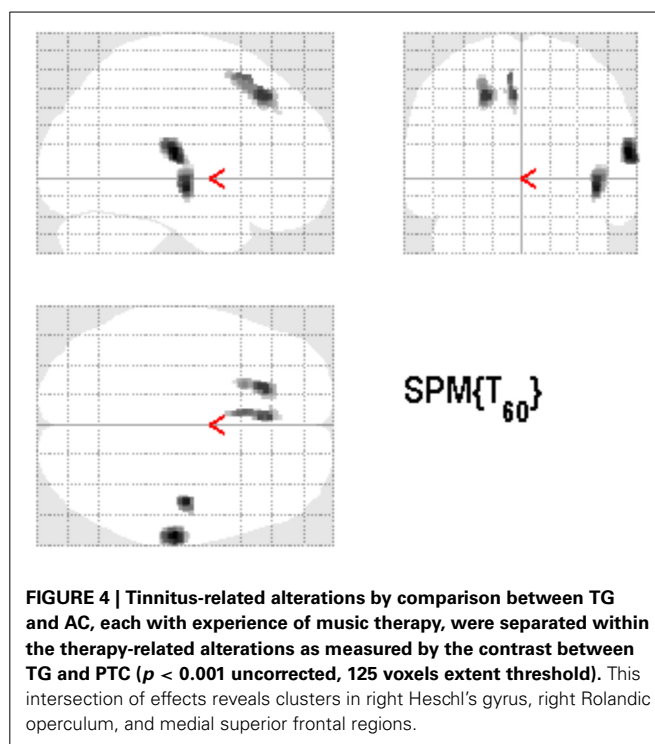 SPM{T60}
FIGURE 4 | Tinnitus-related alterations by comparison between TG
and AC, each with experience of music therapy, were separated within
the therapy-related alterations as measured by the contrast between
TG and PTC (p < 0.001 uncorrected, 125 voxels extent threshold). This
intersection of effects reveals clusters in right Heschl’s gyrus, right Rolandic
operculum, and medial superior frontal regions.